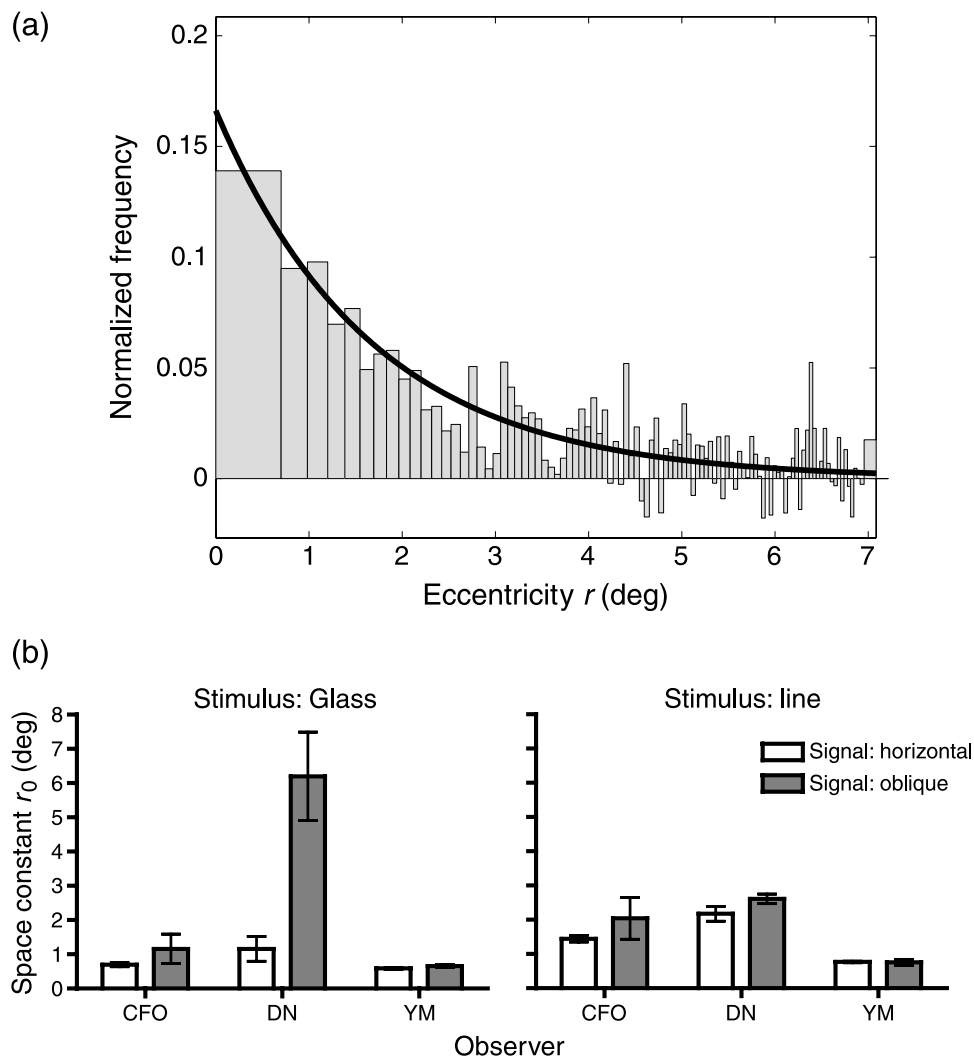 (a)
0.2
0.15
0.1
0.05
0
Normalized frequency
0 1 2 3 4 5 6 7
Eccentricity r (deg)
(b)
Stimulus: Glass
Stimulus: line
8
7
6
5
4
3
2
1
0
Space constant r0 (deg)
Signal: horizontal
Signal: oblique
CFO DN YM
CFO DN YM
Observer